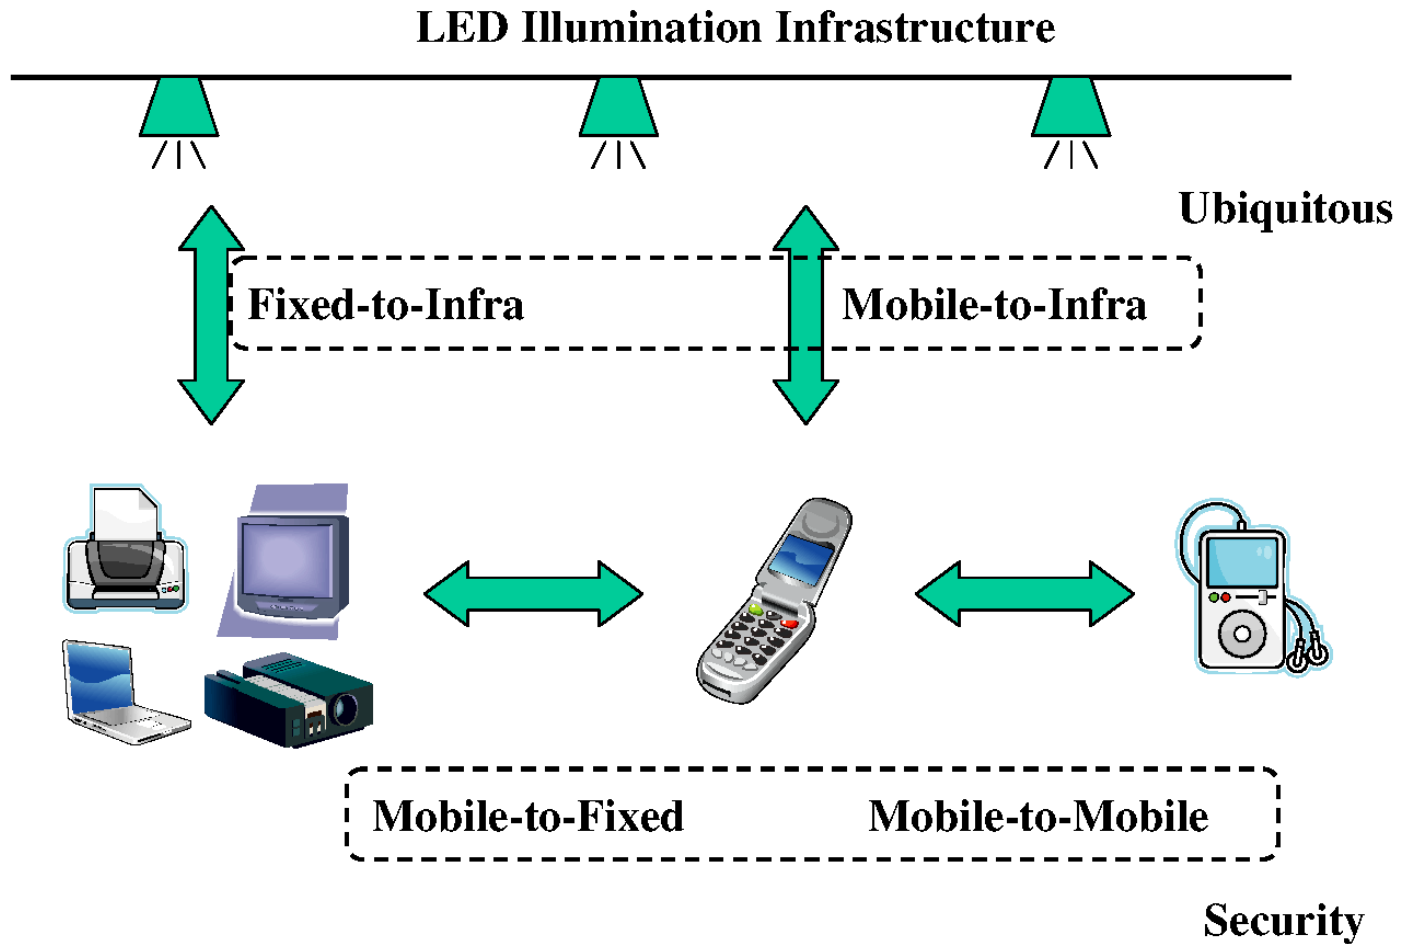 LED Illumination Infrastructure
Ubiquitous
Fixed-to-Infra
Mobile-to-Infra
Mobile-to-Fixed
Mobile-to-Mobile
Security